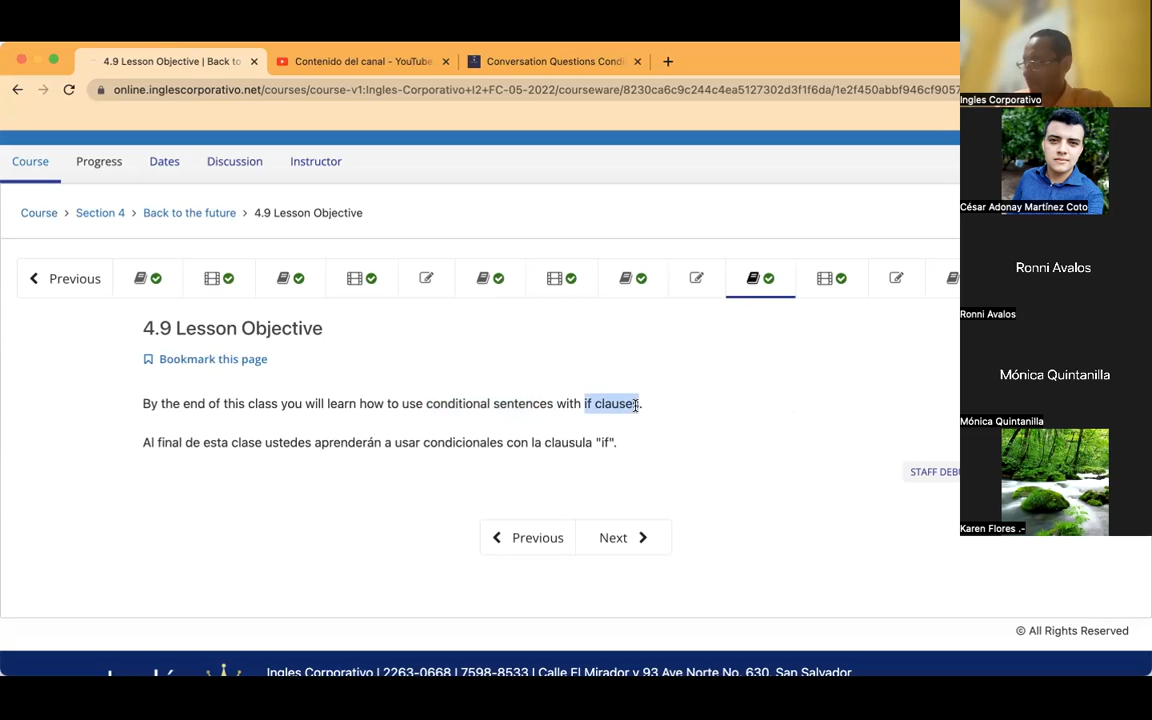 4.9 Lesson Objective | Back to
Contenido del canal - YouTube
Conversation Questions Condi
online.inglescorporativo.net/courses/course-v1:Ingles-Corporativo+I2+FC-05-2022/courseware/8230ca6c9c244c4ea5127302d3f1f6da/1e2f450abbf946cf9057
Course Progress Dates Discussion Instructor
Course > Section 4 > Back to the future > 4.9 Lesson Objective
Previous
4.9 Lesson Objective
Bookmark this page
By the end of this class you will learn how to use conditional sentences with if clauses.
Al final de esta clase ustedes aprenderán a usar condicionales con la clausula "if".
STAFF DEBU
Previous Next
© All Rights Reserved
Ingles Corporativo | 2263-0668 | 7598-8533 | Calle El Mirador y 93 Ave Norte No. 630, San Salvador
Ingles Corporativo
César Adonay Martínez Coto
Ronni Avalos
Ronni Avalos
Mónica Quintanilla
Mónica Quintanilla
Karen Flores .-